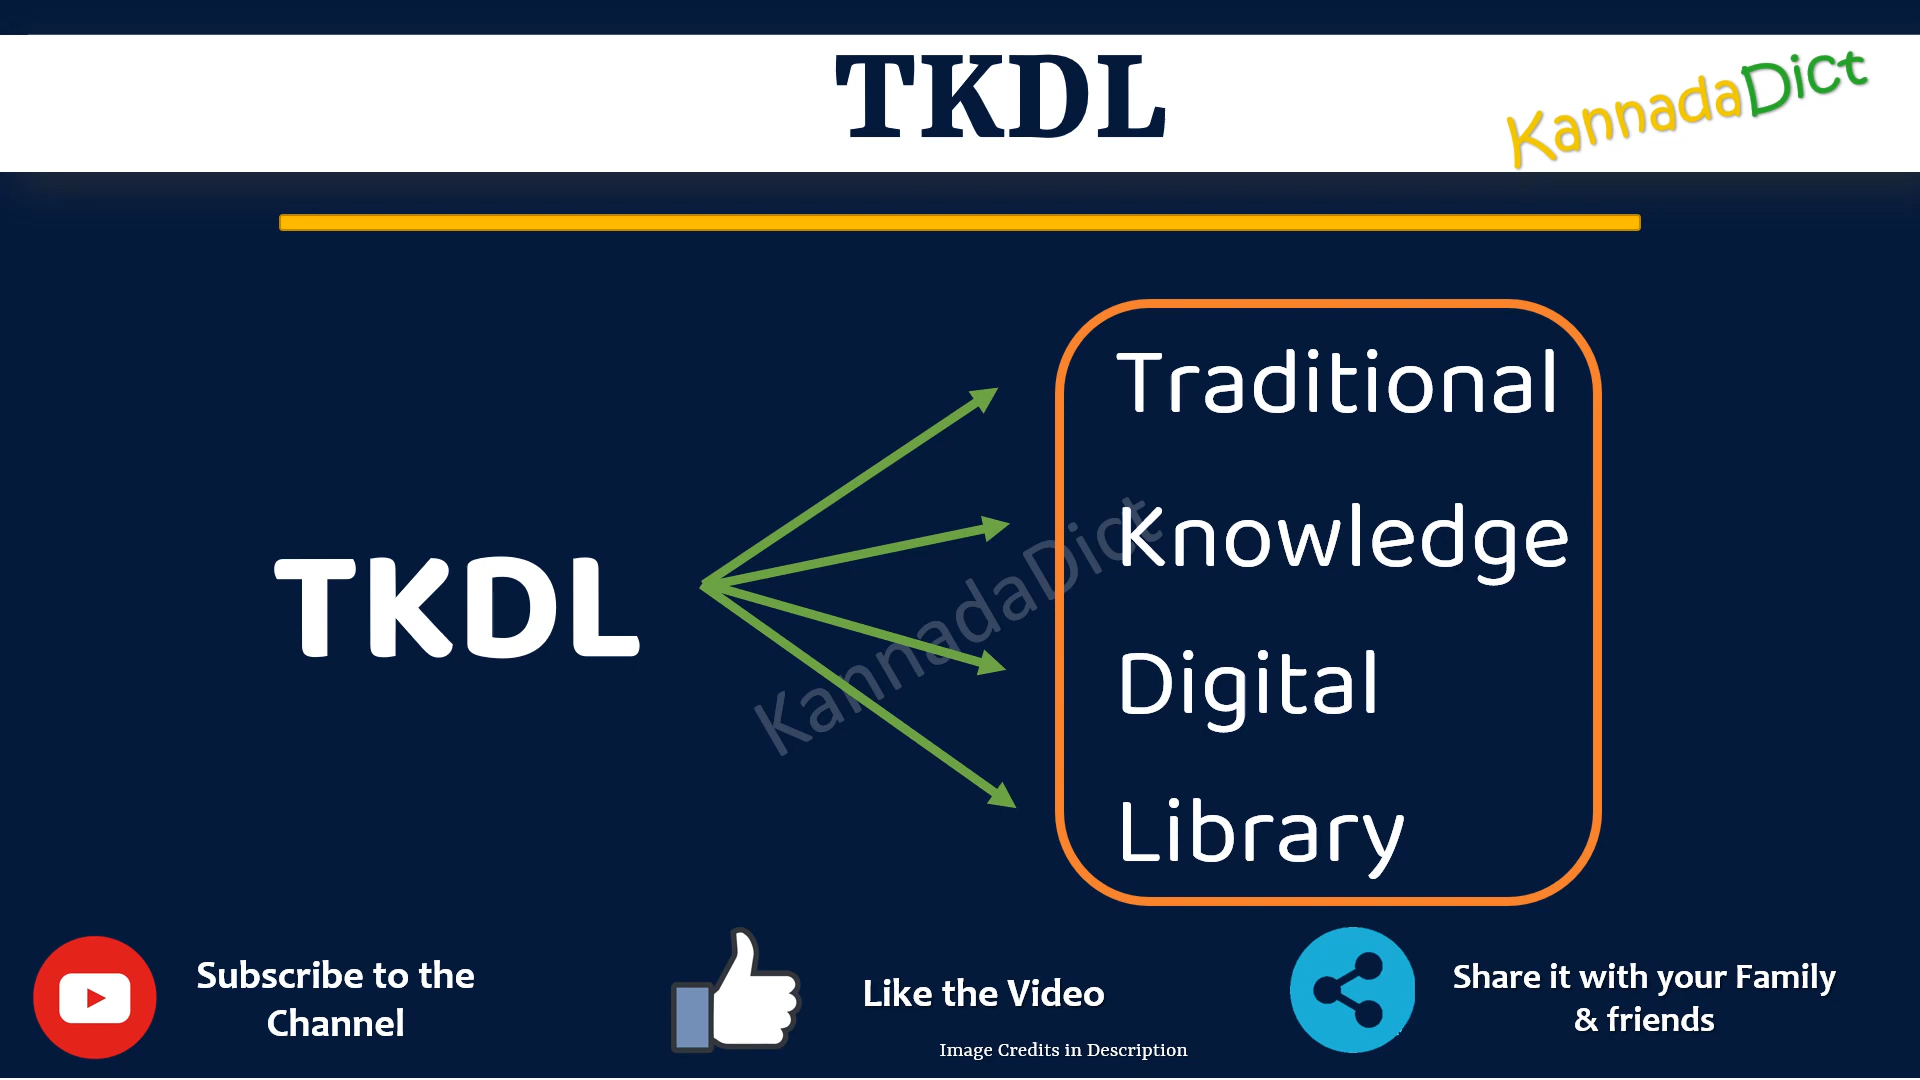 TKDL
KannadaDict
TKDL
Traditional
Knowledge
Digital
Library
KannadaDict
Subscribe to the
Channel
Like the Video
Share it with your Family
& friends
Image Credits in Description